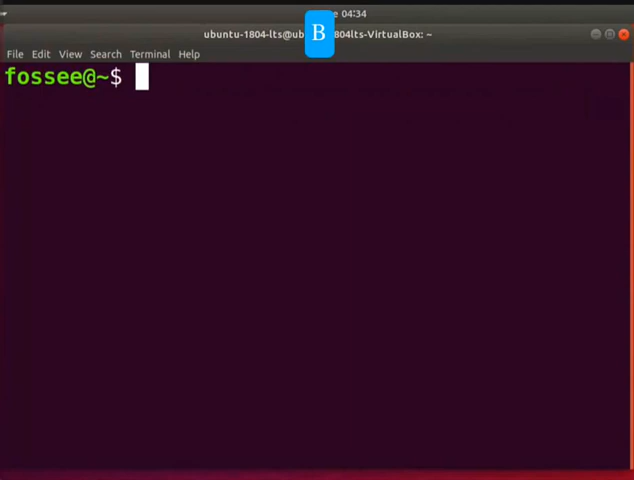 04:34
B
ubuntu-1804-lts@ub 804lts-VirtualBox: ~
File Edit View Search Terminal Help
fossee@~$